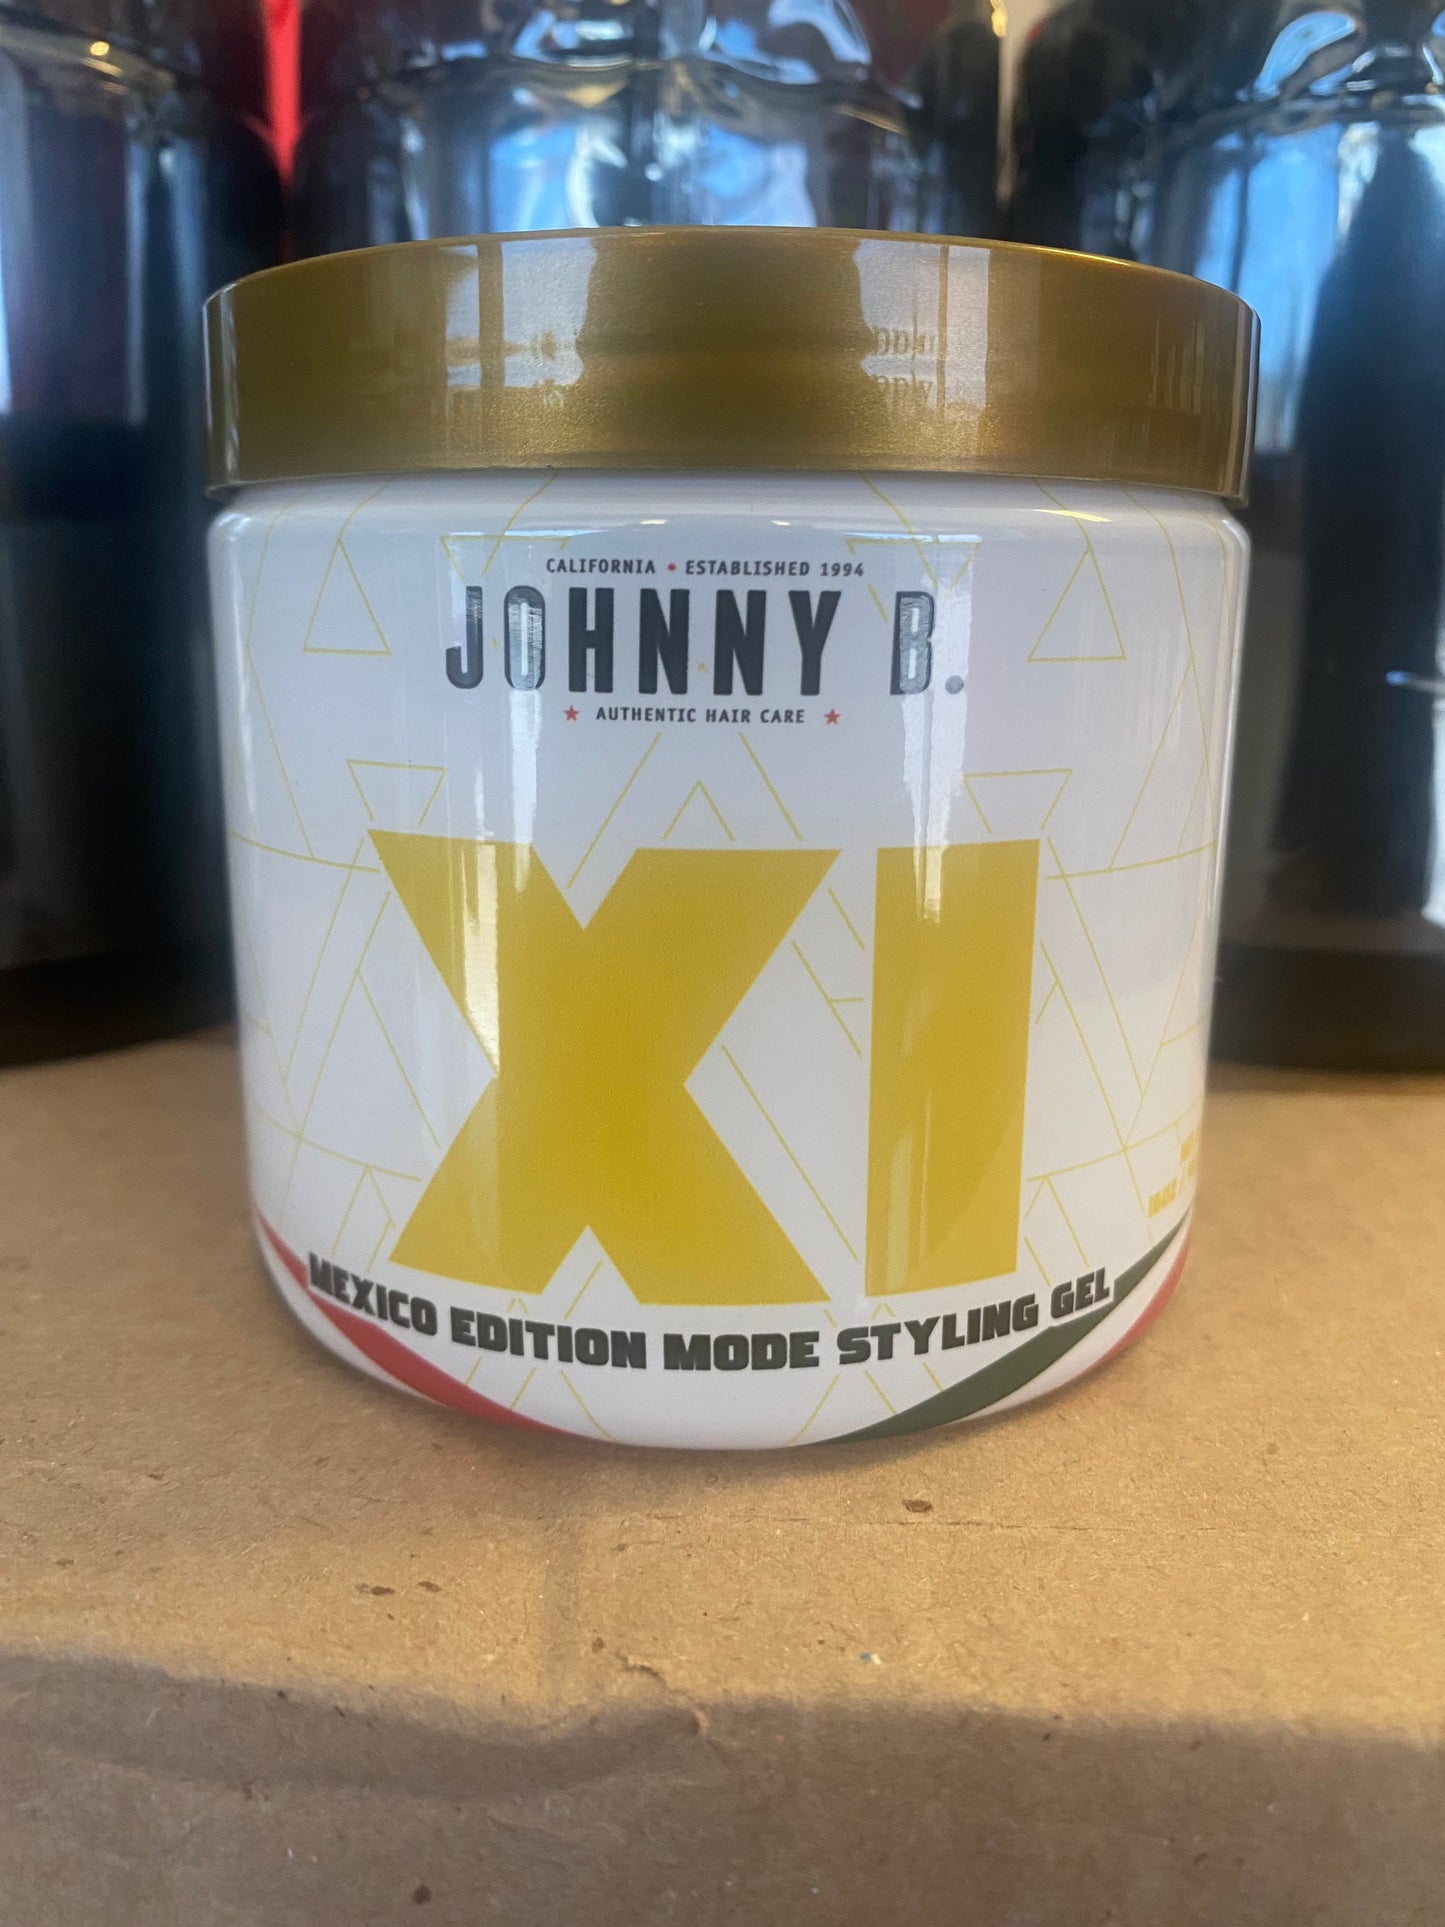 CALIFORNIA • ESTABLISHED 1994
JOHNNY B.
★ AUTHENTIC HAIR CARE ★
XI
MEXICO EDITION MODE STYLING GEL